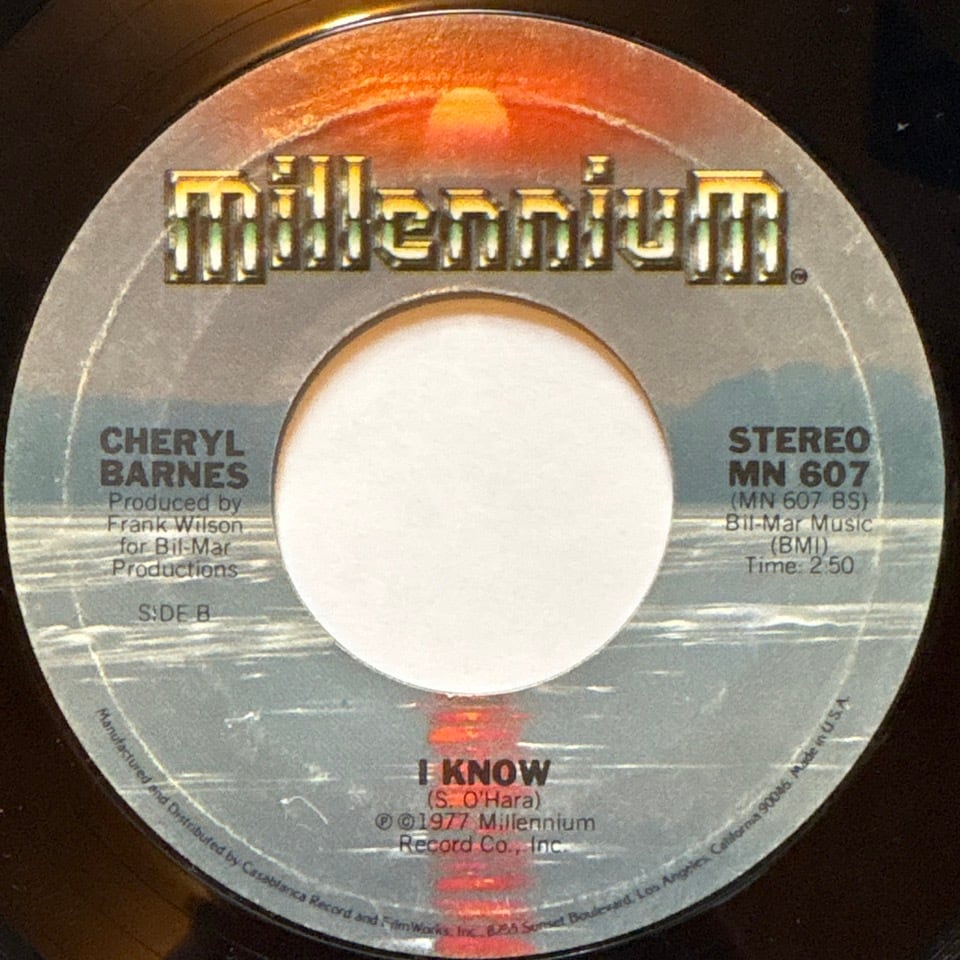 millennium
CHERYL
BARNES
Produced by
Frank Wilson
for Bil-Mar
Productions
SIDE B
STEREO
MN 607
(MN 607 BS)
Bil-Mar Music
(BMI)
Time: 2:50
I KNOW
(S. O'Hara)
℗©1977 Millennium
Record Co., Inc.
Manufactured and Distributed by Casablanca Record and FilmWorks, Inc., 8255 Sunset Boulevard, Los Angeles, California 90046. Made in U.S.A.